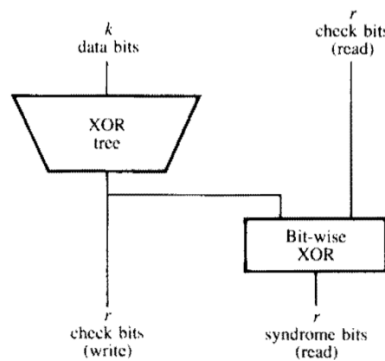 k
data bits
r
check bits
(read)
XOR
tree
Bit-wise
XOR
r
check bits
(write)
r
syndrome bits
(read)